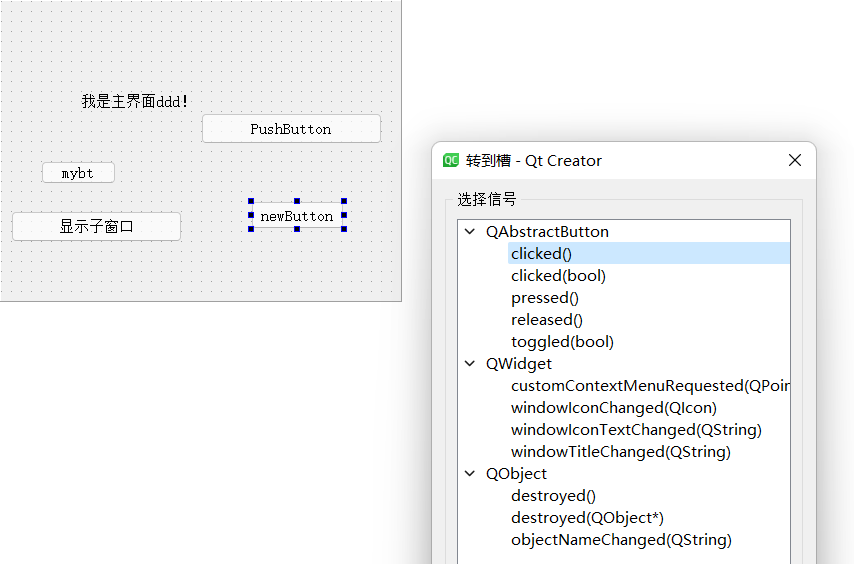 我是主界面ddd!
PushButton
mybt
显示子窗口
newButton
QC 转到槽 - Qt Creator
选择信号
QAbstractButton
clicked()
clicked(bool)
pressed()
released()
toggled(bool)
QWidget
customContextMenuRequested(QPoin
windowIconChanged(QIcon)
windowIconTextChanged(QString)
windowTitleChanged(QString)
QObject
destroyed()
destroyed(QObject*)
objectNameChanged(QString)